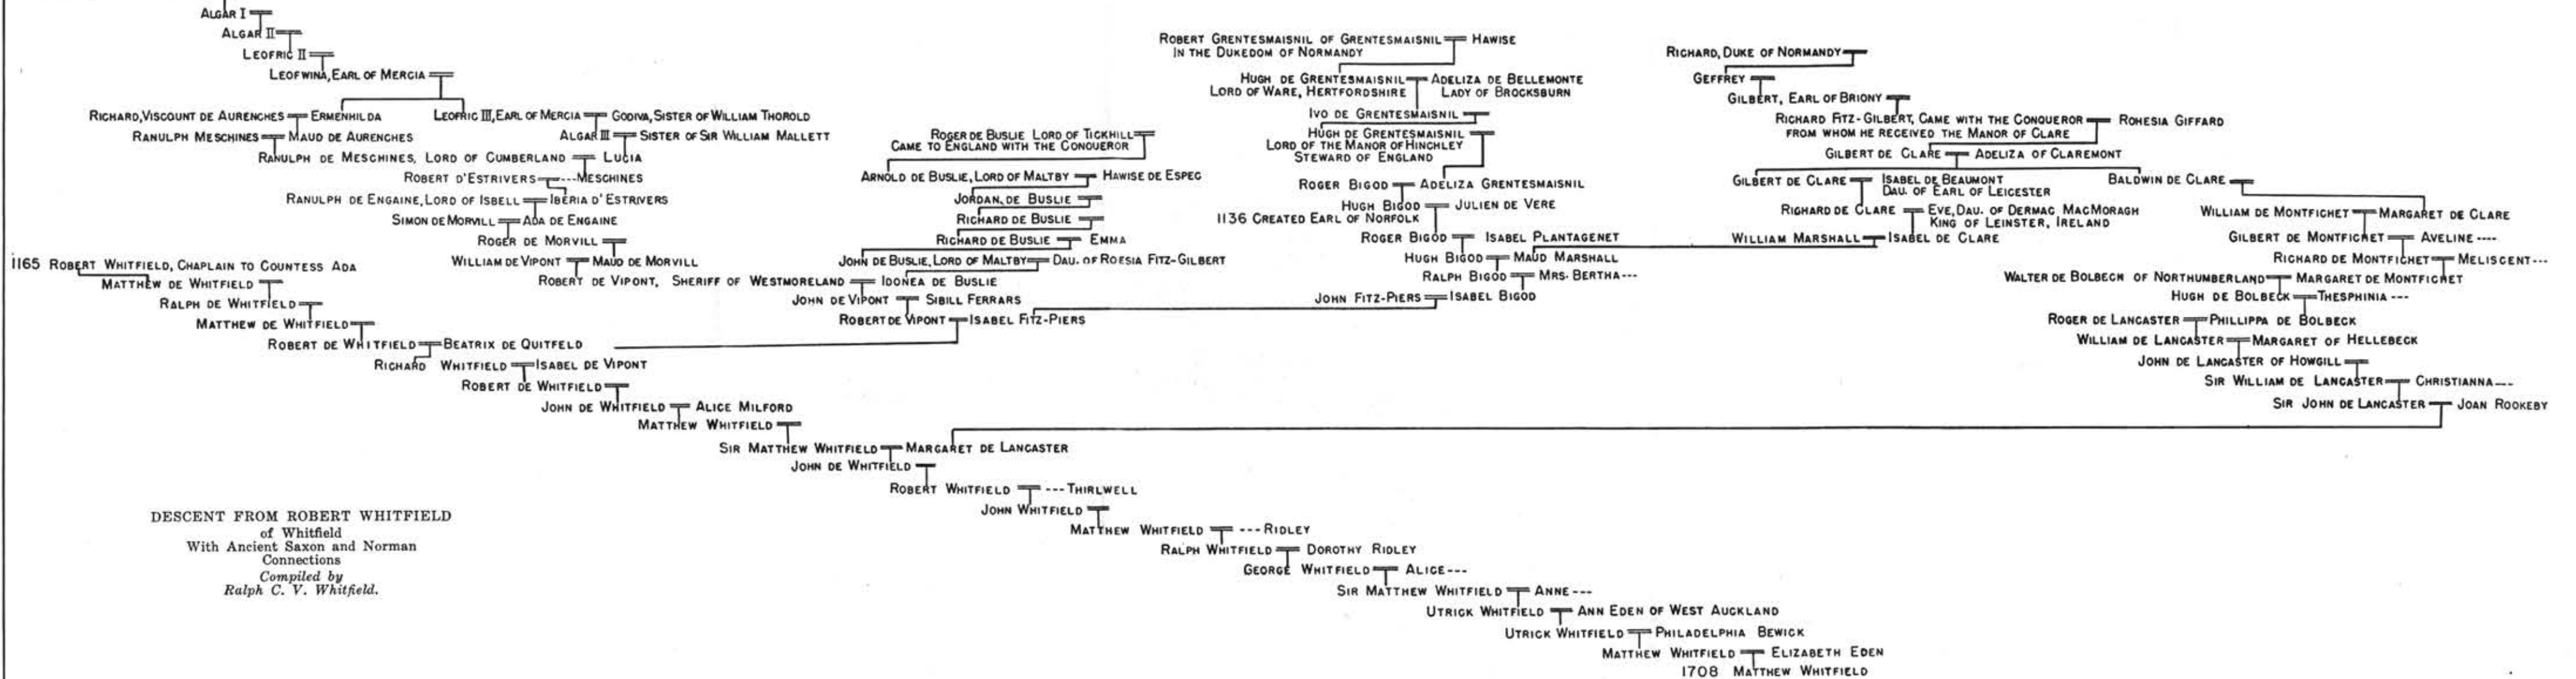 ALGAR I
ALGAR II
LEOFRIC II
LEOFWINA, EARL OF MERCIA
RICHARD, VISCOUNT DE AURENCHES ERMENHILDA LEOFRIC III, EARL OF MERCIA GODIVA, SISTER OF WILLIAM THOROLD
RANULPH MESCHINES MAUD DE AURENCHES ALGAR III SISTER OF SIR WILLIAM MALLETT
RANULPH DE MESCHINES, LORD OF CUMBERLAND LUCIA
ROBERT D'ESTRIVERS ---MESCHINES
RANULPH DE ENGAINE, LORD OF ISBELL IBERIA D'ESTRIVERS
SIMON DE MORVILL ADA DE ENGAINE
ROGER DE MORVILL
WILLIAM DE VIPONT MAUD DE MORVILL
ROBERT DE VIPONT, SHERIFF OF WESTMORELAND IDONEA DE BUSLIE
JOHN DE VIPONT SIBILL FERRARS
ROBERT DE VIPONT ISABEL FITZ-PIERS
ROGER DE BUSLIE LORD OF TICKHILL
CAME TO ENGLAND WITH THE CONQUEROR
ARNOLD DE BUSLIE, LORD OF MALTBY HAWISE DE ESPEC
JORDAN, DE BUSLIE
RICHARD DE BUSLIE
RICHARD DE BUSLIE EMMA
JOHN DE BUSLIE, LORD OF MALTBY DAU. OF ROESIA FITZ-GILBERT
ROBERT GRENTESMAISNIL OF GRENTESMAISNIL HAWISE
IN THE DUKEDOM OF NORMANDY
HUGH DE GRENTESMAISNIL ADELIZA DE BELLEMONTE
LORD OF WARE, HERTFORDSHIRE LADY OF BROCKSBURN
IVO DE GRENTESMAISNIL
HUGH DE GRENTESMAISNIL
LORD OF THE MANOR OF HINCHLEY
STEWARD OF ENGLAND
ROGER BIGOD ADELIZA GRENTESMAISNIL
HUGH BIGOD JULIEN DE VERE
1136 CREATED EARL OF NORFOLK
ROGER BIGOD ISABEL PLANTAGENET
HUGH BIGOD MAUD MARSHALL
RALPH BIGOD MRS. BERTHA---
JOHN FITZ-PIERS ISABEL BIGOD
RICHARD, DUKE OF NORMANDY
GEFFREY
GILBERT, EARL OF BRIONY
RICHARD FITZ-GILBERT, CAME WITH THE CONQUEROR ROHESIA GIFFARD
FROM WHOM HE RECEIVED THE MANOR OF CLARE
GILBERT DE CLARE ADELIZA OF CLAREMONT
GILBERT DE CLARE ISABEL DE BEAUMONT BALDWIN DE CLARE
DAU. OF EARL OF LEICESTER
RICHARD DE CLARE EVE, DAU. OF DERMAC MACMORAGH
KING OF LEINSTER, IRELAND
WILLIAM MARSHALL ISABEL DE CLARE
WILLIAM DE MONTFICHET MARGARET DE CLARE
GILBERT DE MONTFICHET AVELINE ----
RICHARD DE MONTFICHET MELISCENT---
WALTER DE BOLBECK OF NORTHUMBERLAND MARGARET DE MONTFICHET
HUGH DE BOLBECK THESPHINIA ---
ROGER DE LANCASTER PHILLIPPA DE BOLBECK
WILLIAM DE LANCASTER MARGARET OF HELLEBECK
JOHN DE LANCASTER OF HOWGILL
SIR WILLIAM DE LANCASTER CHRISTIANNA---
SIR JOHN DE LANCASTER JOAN ROOKEBY
1165 ROBERT WHITFIELD, CHAPLAIN TO COUNTESS ADA
MATTHEW DE WHITFIELD
RALPH DE WHITFIELD
MATTHEW DE WHITFIELD
ROBERT DE WHITFIELD BEATRIX DE QUITFELD
RICHARD WHITFIELD ISABEL DE VIPONT
ROBERT DE WHITFIELD
JOHN DE WHITFIELD ALICE MILFORD
MATTHEW WHITFIELD
SIR MATTHEW WHITFIELD MARGARET DE LANCASTER
JOHN DE WHITFIELD
ROBERT WHITFIELD --- THIRLWELL
JOHN WHITFIELD
MATTHEW WHITFIELD --- RIDLEY
RALPH WHITFIELD DOROTHY RIDLEY
GEORGE WHITFIELD ALICE---
SIR MATTHEW WHITFIELD ANNE---
UTRICK WHITFIELD ANN EDEN OF WEST AUCKLAND
UTRICK WHITFIELD PHILADELPHIA BEWICK
MATTHEW WHITFIELD ELIZABETH EDEN
1708 MATTHEW WHITFIELD
DESCENT FROM ROBERT WHITFIELD
of Whitfield
With Ancient Saxon and Norman
Connections
Compiled by
Ralph C. V. Whitfield.